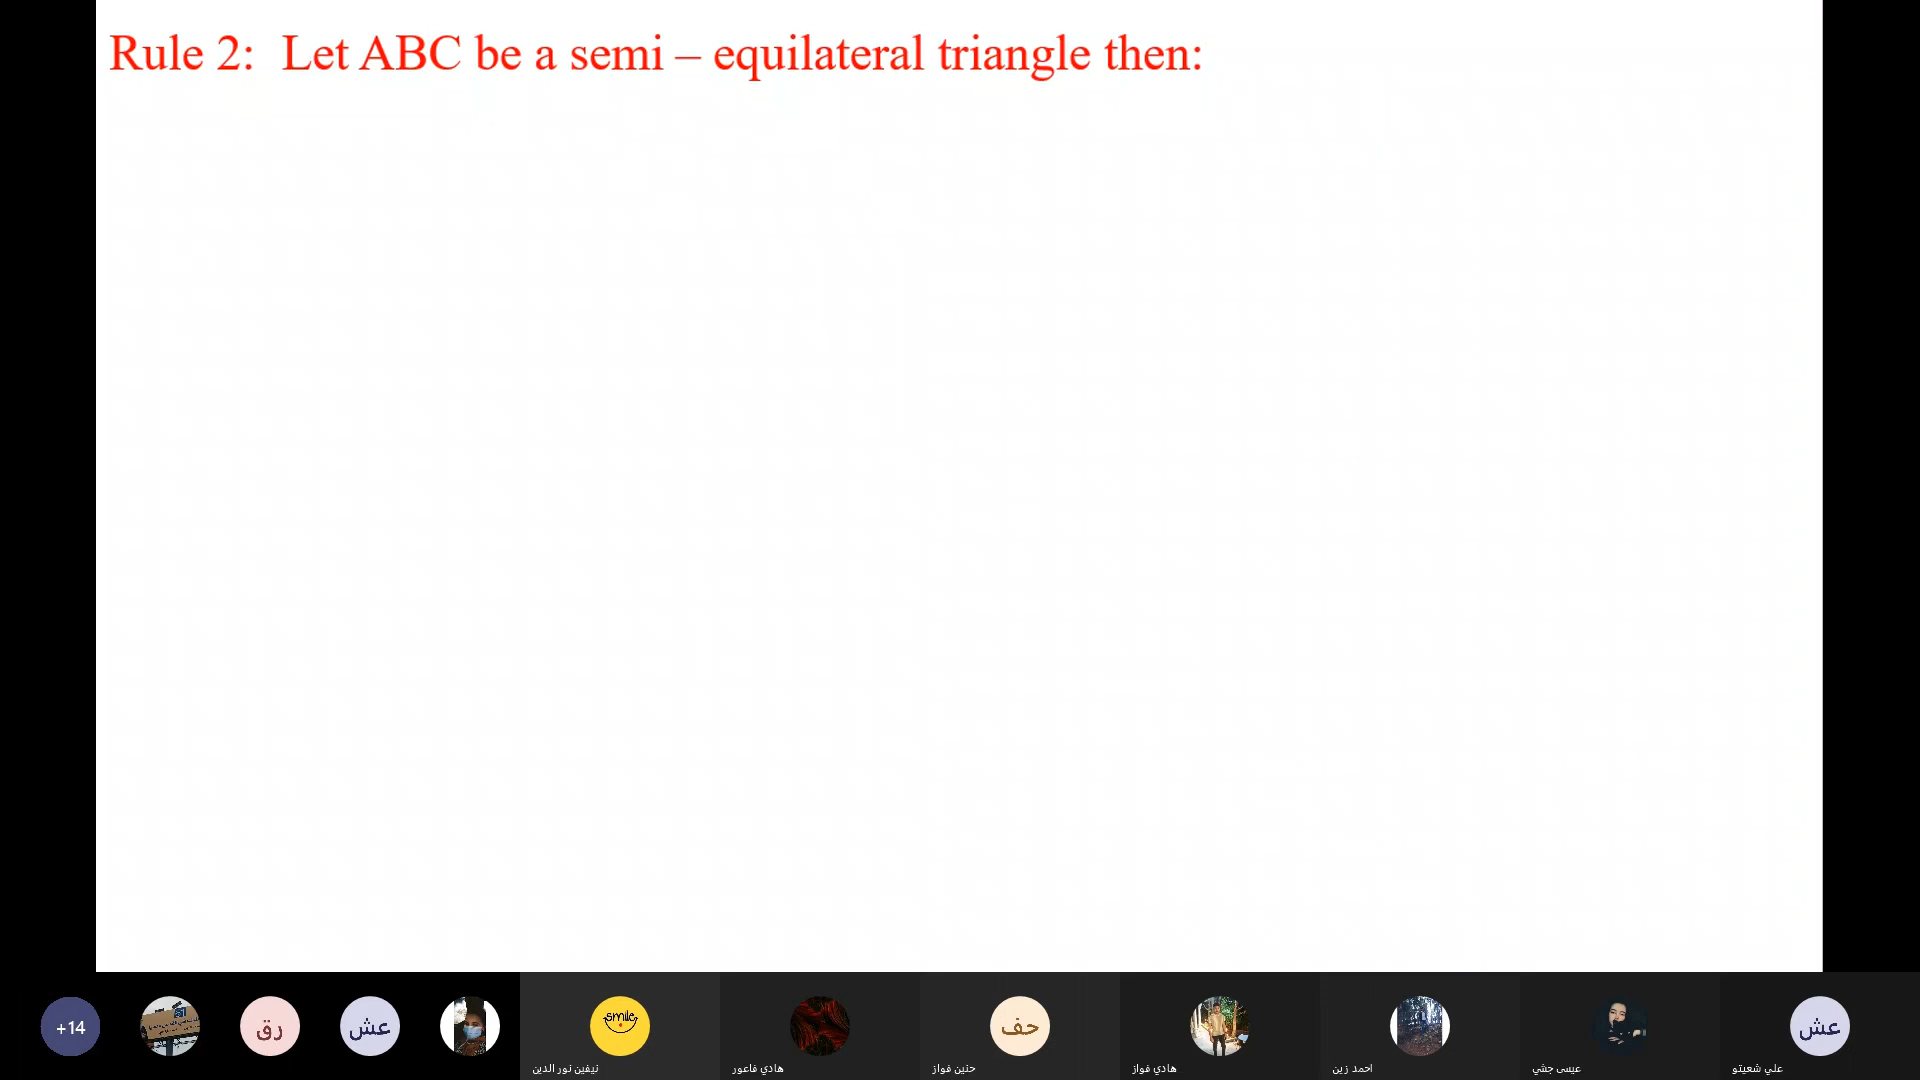 Rule 2: Let ABC be a semi – equilateral triangle then:
+14
رق
عش
smile
حف
عش
نيفين نور الدين
هادي فاعور
حنين فواز
هادي فواز
احمد زين
عيسى جشي
علي شعيتو